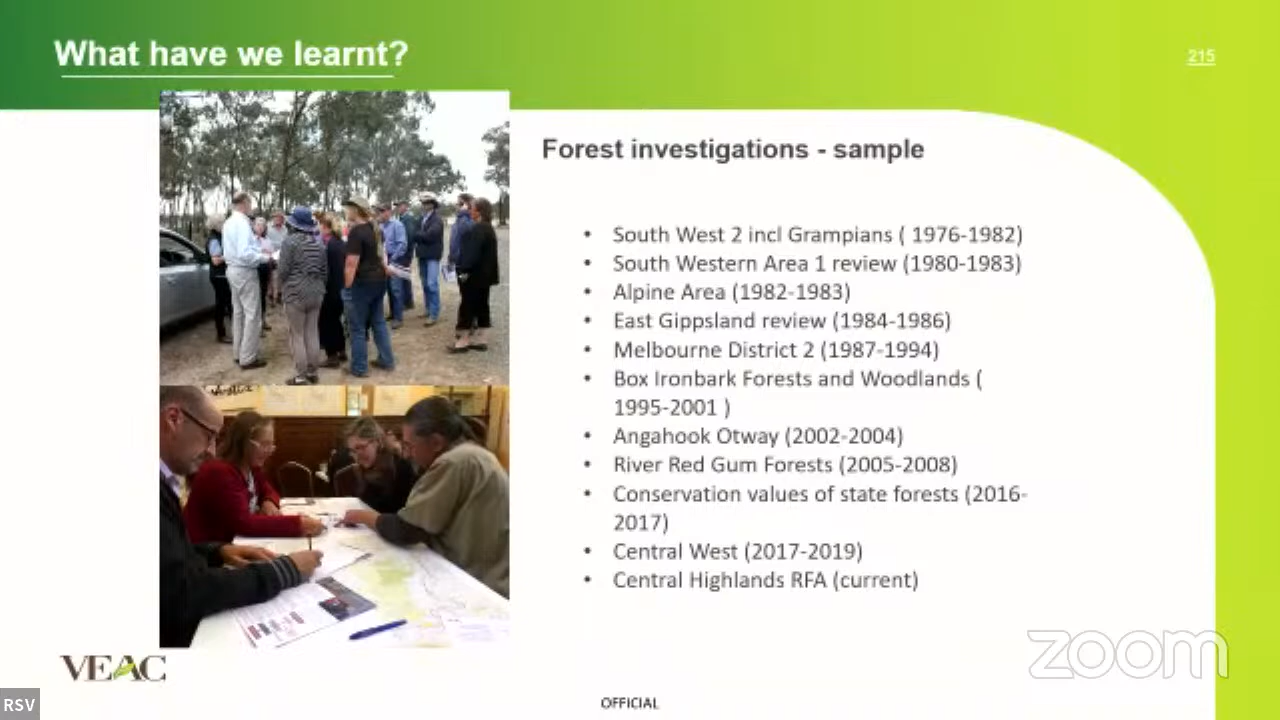 What have we learnt?
215
Forest investigations - sample
• South West 2 incl Grampians ( 1976-1982)
• South Western Area 1 review (1980-1983)
• Alpine Area (1982-1983)
• East Gippsland review (1984-1986)
• Melbourne District 2 (1987-1994)
• Box Ironbark Forests and Woodlands (
1995-2001 )
• Angahook Otway (2002-2004)
• River Red Gum Forests (2005-2008)
• Conservation values of state forests (2016-
2017)
• Central West (2017-2019)
• Central Highlands RFA (current)
VEAC
zoom
RSV
OFFICIAL